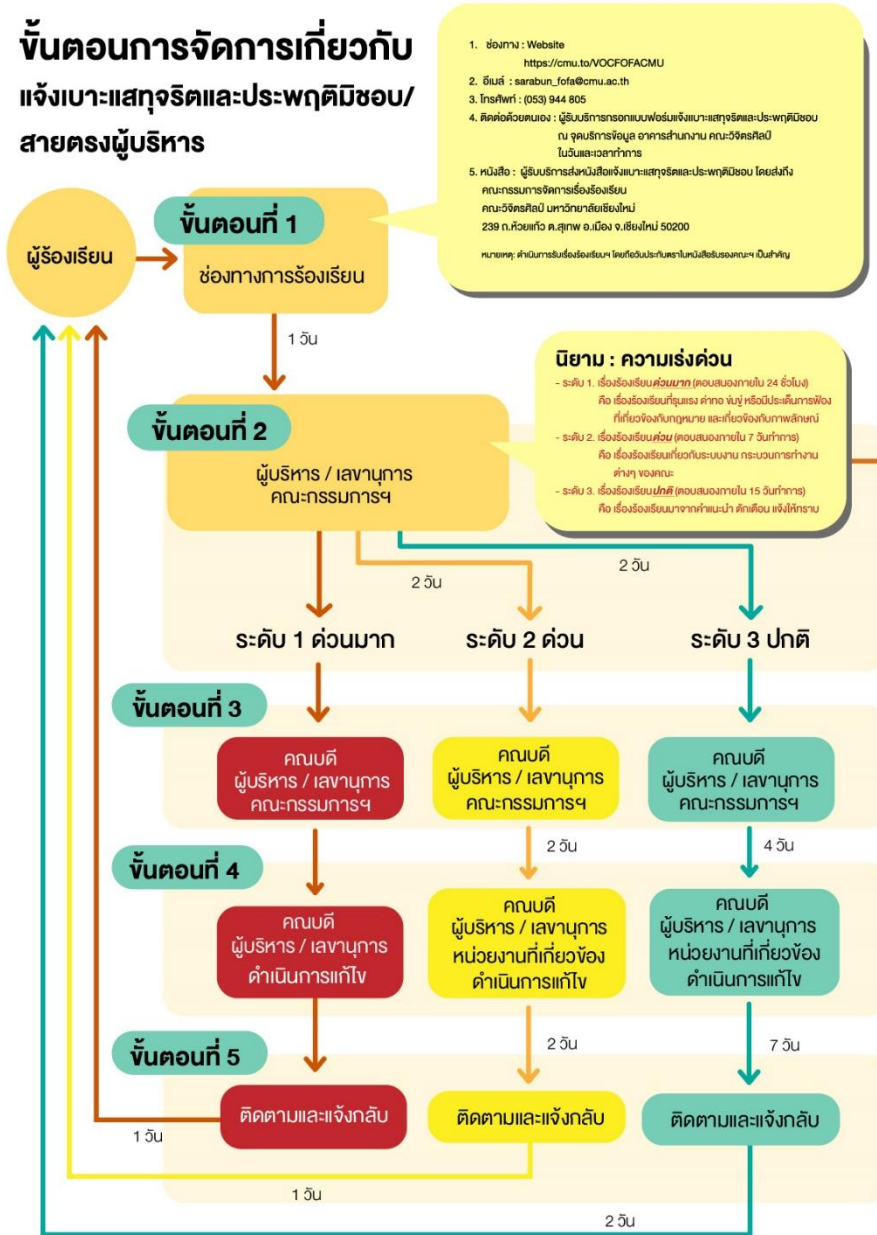 ขั้นตอนการจัดการเกี่ยวกับ
แจ้งเบาะแสทุจริตและประพฤติมิชอบ/
สายตรงผู้บริหาร
1. ช่องทาง : Website
https://cmu.to/VOCFOFACMU
2. อีเมล์ : sarabun_fofa@cmu.ac.th
3. โทรศัพท์ : (053) 944 805
4. ติดต่อด้วยตนเอง : ผู้รับบริการกรอกแบบฟอร์มแจ้งเบาะแสทุจริตและประพฤติมิชอบ
ณ จุดบริการข้อมูล อาคารสำนกงาน คณะวิจิตรศิลป์
ในวันและเวลาทำการ
5. หนังสือ : ผู้รับบริการส่งหนังสือแจ้งเบาะแสทุจริตและประพฤติมิชอบ โดยส่งถึง
คณะกรรมการจัดการเรื่องร้องเรียน
คณะวิจิตรศิลป์ มหาวิทยาลัยเชียงใหม่
239 ถ.ห้วยแก้ว ต.สุเทพ อ.เมือง จ.เชียงใหม่ 50200
หมายเหตุ: ดำเนินการรับเรื่องร้องเรียนฯ โดยถือวันประทับตราในหนังสือรับรองคณะฯ เป็นสำคัญ
ผู้ร้องเรียน
ขั้นตอนที่ 1
ช่องทางการร้องเรียน
1 วัน
นิยาม : ความเร่งด่วน
- ระดับ 1. เรื่องร้องเรียนด่วนมาก (ตอบสนองภายใน 24 ชั่วโมง)
คือ เรื่องร้องเรียนที่รุนแรง ด่าทอ ข่มขู่ หรือมีประเด็นการฟ้อง
ที่เกี่ยวข้องกับกฎหมาย และเกี่ยวข้องกับภาพลักษณ์
- ระดับ 2. เรื่องร้องเรียนด่วน (ตอบสนองภายใน 7 วันทำการ)
คือ เรื่องร้องเรียนเกี่ยวกับระบบงาน กระบวนการทำงาน
ต่างๆ ของคณะ
- ระดับ 3. เรื่องร้องเรียนปกติ (ตอบสนองภายใน 15 วันทำการ)
คือ เรื่องร้องเรียนมาจากคำแนะนำ ตักเตือน แจ้งให้ทราบ
ขั้นตอนที่ 2
ผู้บริหาร / เลขานุการ
คณะกรรมการฯ
2 วัน
2 วัน
ระดับ 1 ด่วนมาก
ระดับ 2 ด่วน
ระดับ 3 ปกติ
ขั้นตอนที่ 3
คณบดี
ผู้บริหาร / เลขานุการ
คณะกรรมการฯ
คณบดี
ผู้บริหาร / เลขานุการ
คณะกรรมการฯ
คณบดี
ผู้บริหาร / เลขานุการ
คณะกรรมการฯ
2 วัน
4 วัน
ขั้นตอนที่ 4
คณบดี
ผู้บริหาร / เลขานุการ
ดำเนินการแก้ไข
คณบดี
ผู้บริหาร / เลขานุการ
หน่วยงานที่เกี่ยวข้อง
ดำเนินการแก้ไข
คณบดี
ผู้บริหาร / เลขานุการ
หน่วยงานที่เกี่ยวข้อง
ดำเนินการแก้ไข
2 วัน
7 วัน
ขั้นตอนที่ 5
ติดตามและแจ้งกลับ
ติดตามและแจ้งกลับ
ติดตามและแจ้งกลับ
1 วัน
1 วัน
2 วัน